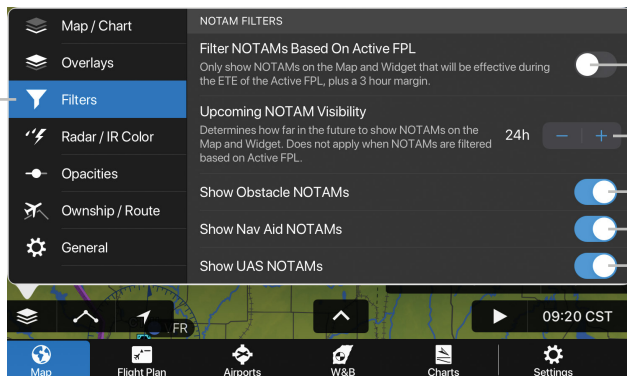 Map / Chart
Overlays
Filters
Radar / IR Color
Opacities
Ownship / Route
General
NOTAM FILTERS
Filter NOTAMs Based On Active FPL
Only show NOTAMs on the Map and Widget that will be effective during
the ETE of the Active FPL, plus a 3 hour margin.
Upcoming NOTAM Visibility
Determines how far in the future to show NOTAMs on the
Map and Widget. Does not apply when NOTAMs are filtered
based on Active FPL.
24h
Show Obstacle NOTAMs
Show Nav Aid NOTAMs
Show UAS NOTAMs
FR
09:20 CST
Map
Flight Plan
Airports
W&B
Charts
Settings